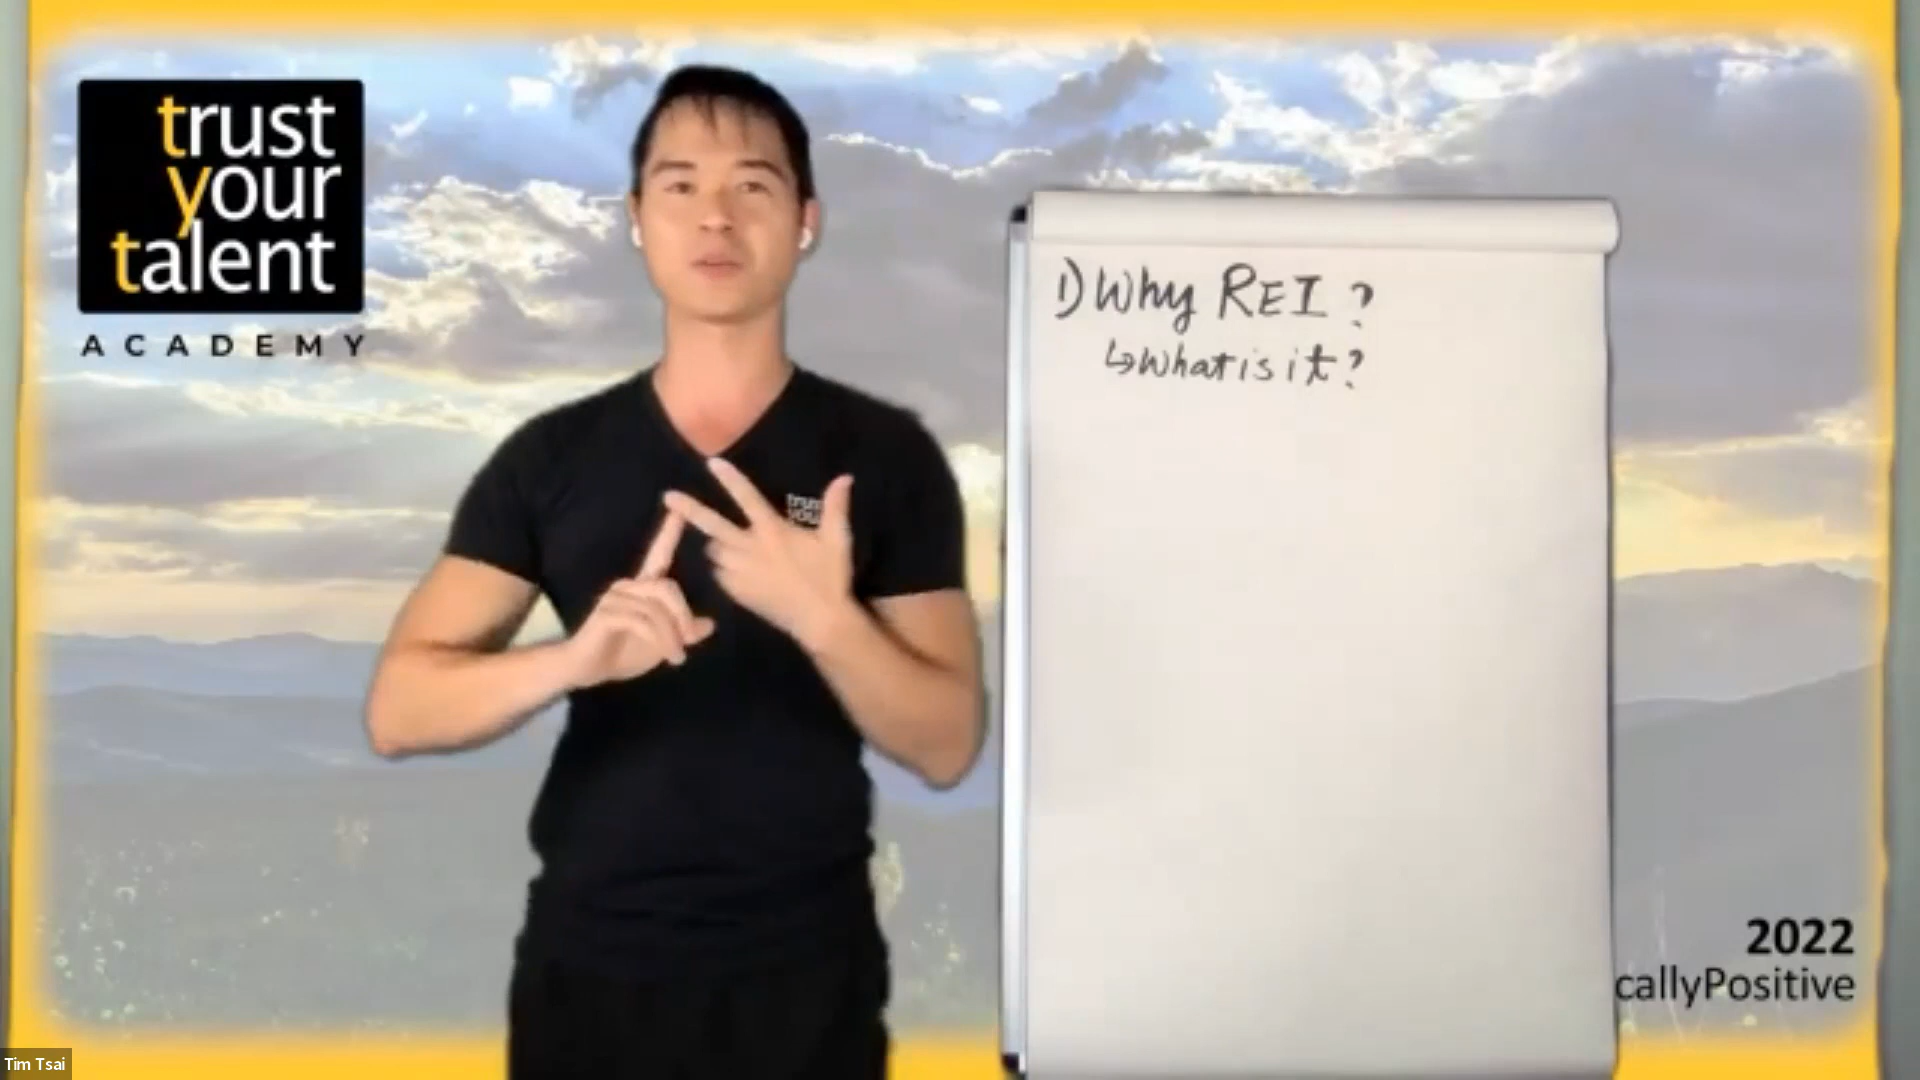 trust
your
talent
ACADEMY
1) Why REI?
↳ What is it?
2022
callyPositive
Tim Tsai